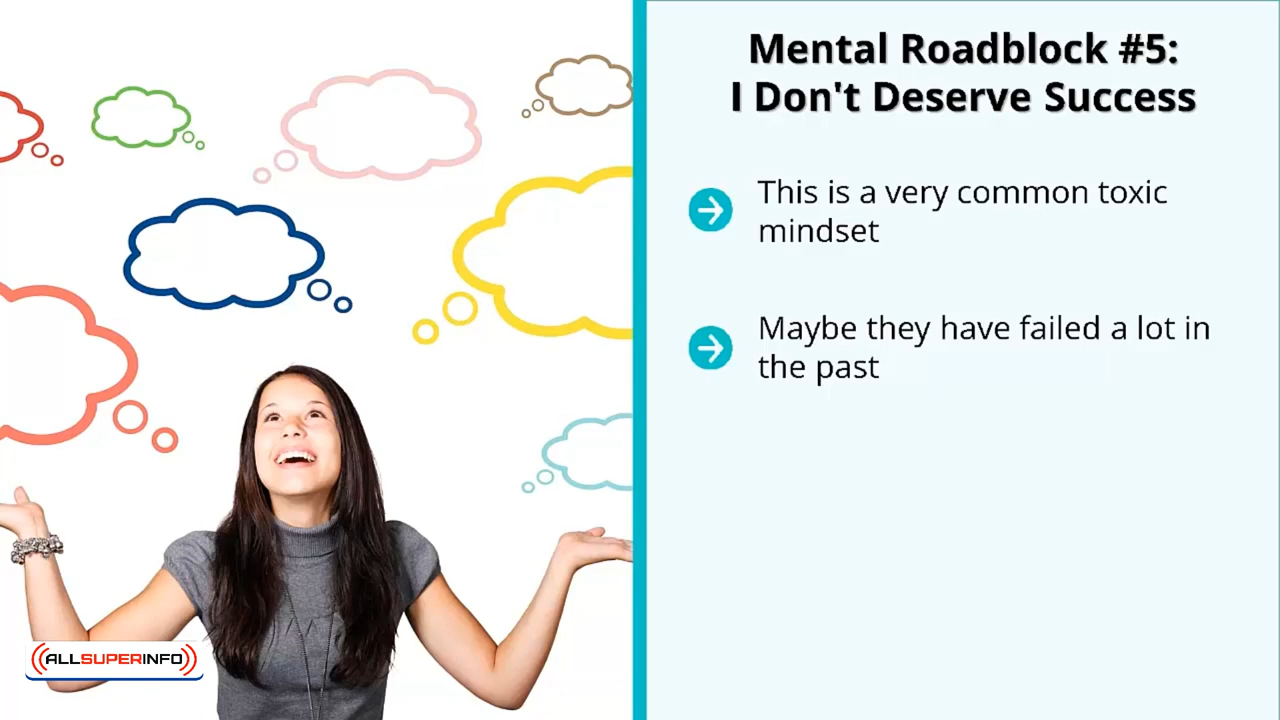 Mental Roadblock #5:
I Don't Deserve Success
This is a very common toxic
mindset
Maybe they have failed a lot in
the past
ALLSUPERINFO